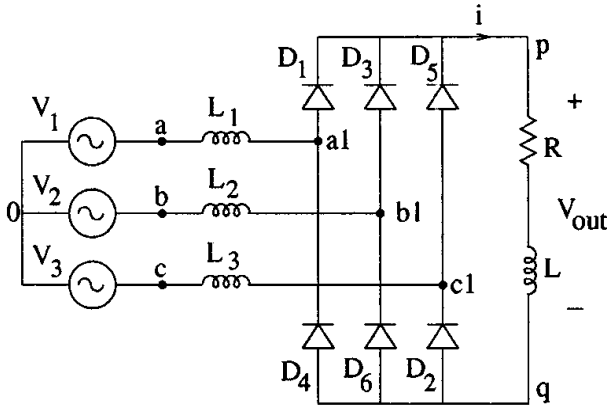 i
p
D1 D3 D5
+
V1 a L1
a1
R
V2 b L2
0 b1
Vout
V3 c L3
c1
L
−
D4 D6 D2
q